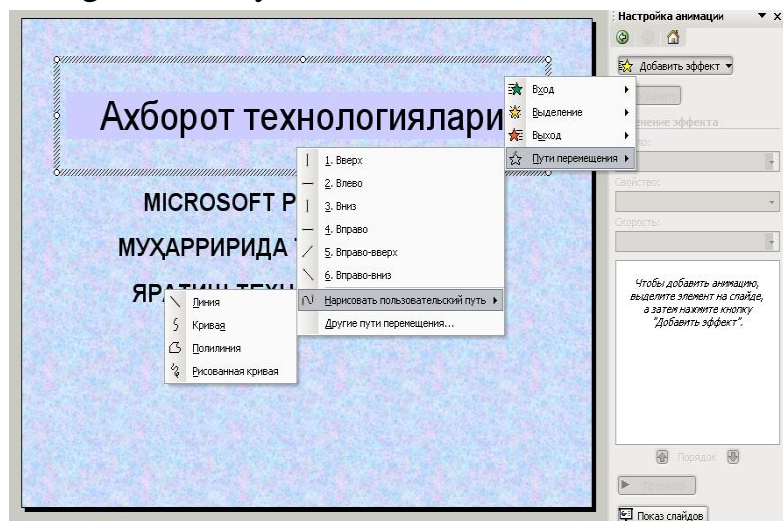 Настройка анимации
Добавить эффект
Ахборот технологиялари
Вход
Выделение
Выход
Пути перемещения
эффекта
Свойство:
Скорость:
1. Вверх
2. Влево
3. Вниз
4. Вправо
5. Вправо-вверх
6. Вправо-вниз
Нарисовать пользовательский путь
Другие пути перемещения...
MICROSOFT P
МУҲАРРИРИДА
Линия
Кривая
Полилиния
Рисованная кривая
Чтобы добавить анимацию,
выделите элемент на слайде,
а затем нажмите кнопку
"Добавить эффект".
Порядок
Показ слайдов